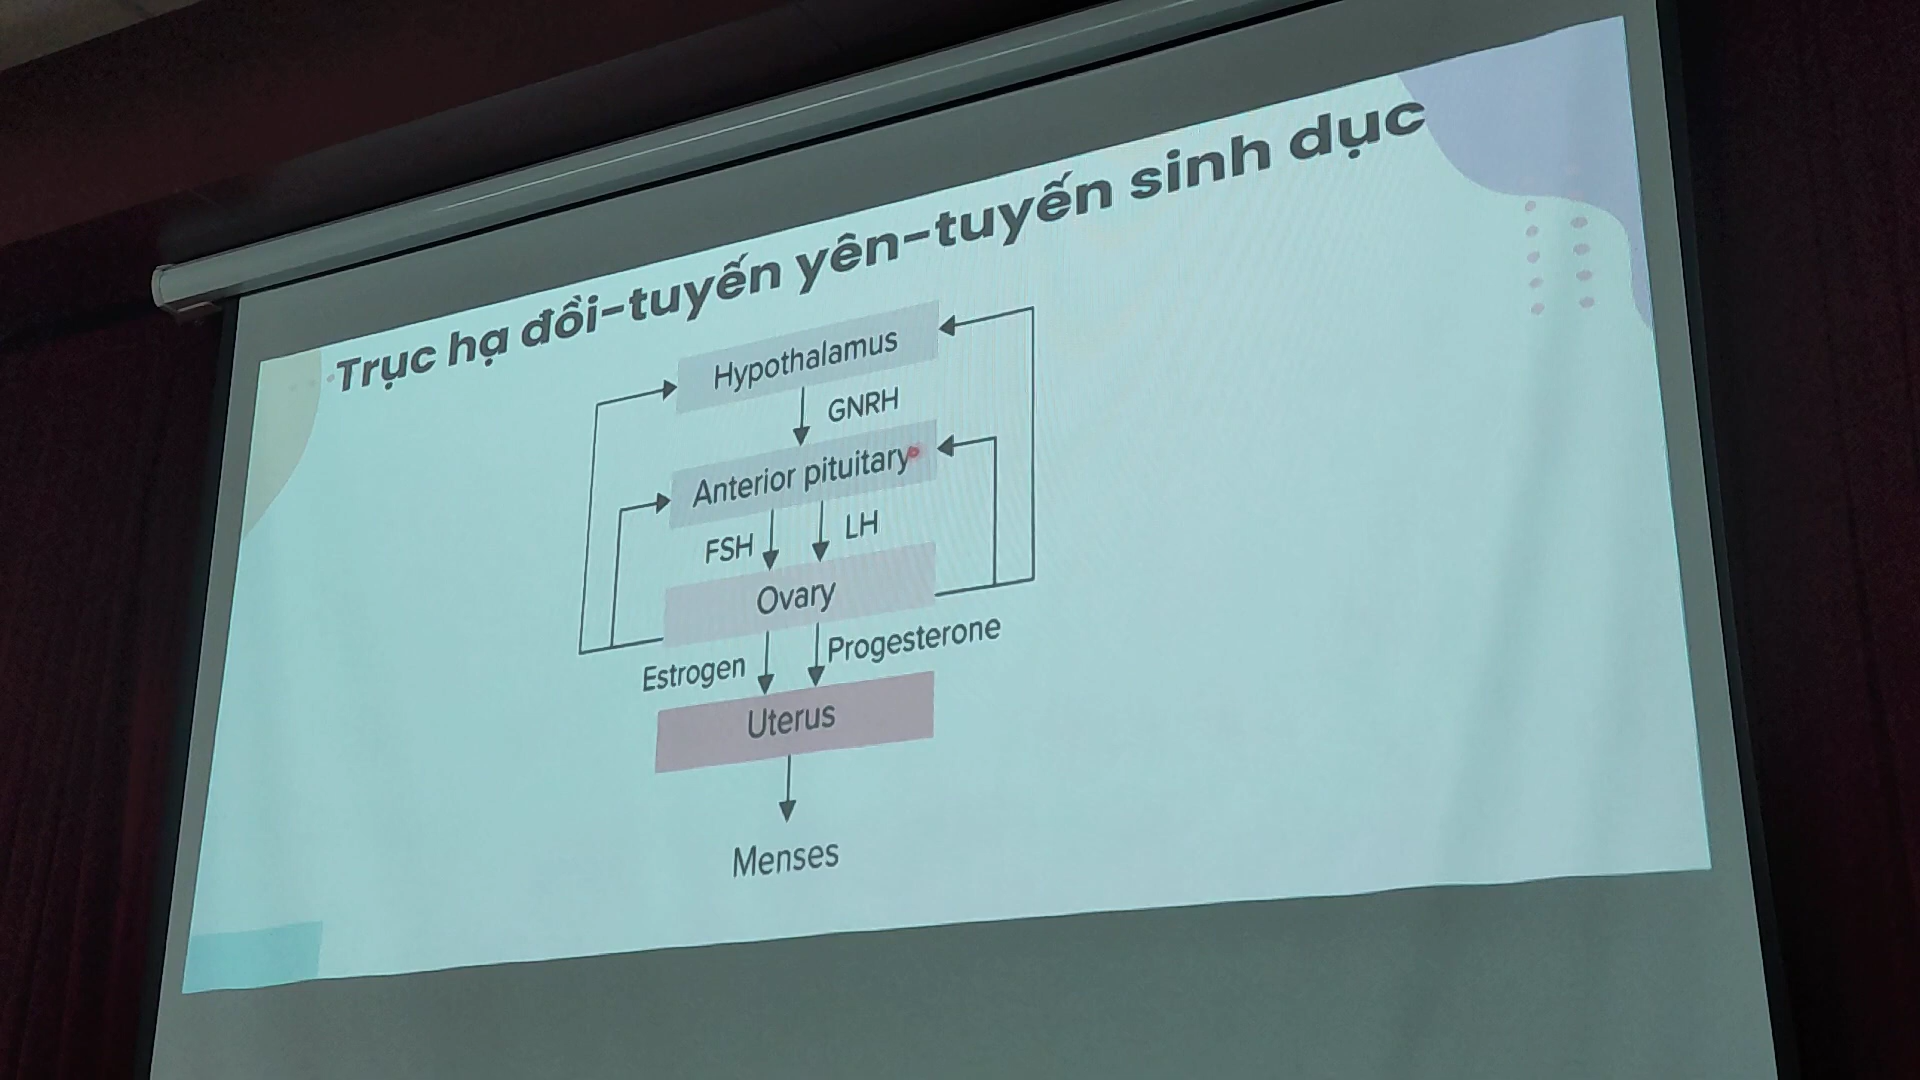 Trục hạ đồi-tuyến yên-tuyến sinh dục
Hypothalamus
GNRH
Anterior pituitary
FSH
LH
Ovary
Estrogen
Progesterone
Uterus
Menses